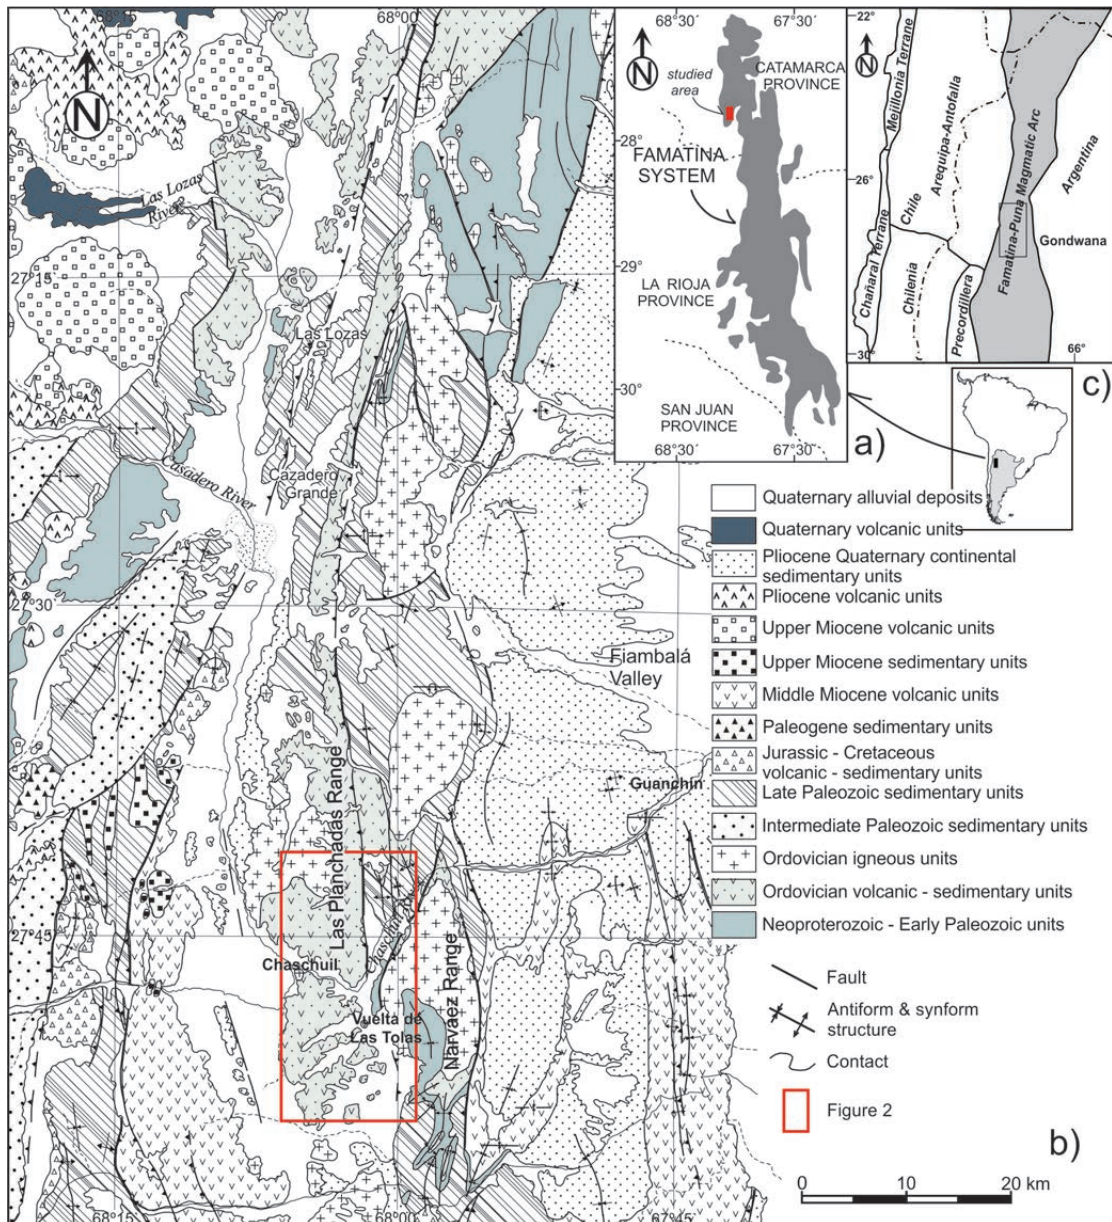 68°15'
68°00'
N
Las Lozas
River
27°15'
Las Lozas
Casadero River
Cazadero
Grande
27°30'
Fiambalá
Valley
Guanchín
Las Planchadas Range
27°45'
Chaschuil
Vuelta de
Las Tolas
Narváez Range
68°15'
68°00'
67°45'
68°30'
67°30'
N
studied
area
CATAMARCA
PROVINCE
28°
FAMATINA
SYSTEM
29°
LA RIOJA
PROVINCE
30°
SAN JUAN
PROVINCE
68°30'
67°30'
a)
22°
N
Mejillonia Terrane
Arequipa-Antofalla
Famatina-Puna Magmatic Arc
Argentina
26°
Chile
Gondwana
Chañaral Terrane
Chilenia
Precordillera
30°
66°
c)
Quaternary alluvial deposits
Quaternary volcanic units
Pliocene Quaternary continental
sedimentary units
Pliocene volcanic units
Upper Miocene volcanic units
Upper Miocene sedimentary units
Middle Miocene volcanic units
Paleogene sedimentary units
Jurassic - Cretaceous
volcanic - sedimentary units
Late Paleozoic sedimentary units
Intermediate Paleozoic sedimentary units
Ordovician igneous units
Ordovician volcanic - sedimentary units
Neoproterozoic - Early Paleozoic units
Fault
Antiform & synform
structure
Contact
Figure 2
b)
0 10 20 km